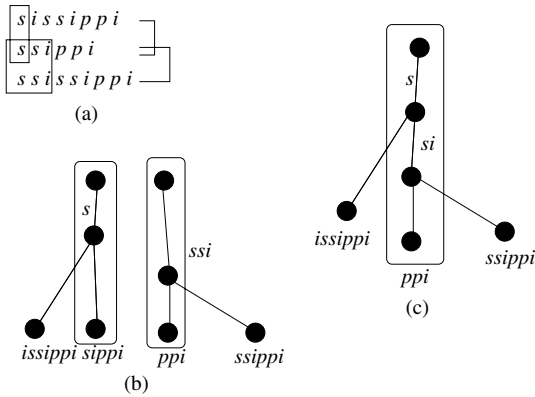 s i s s i p p i
s s i p p i
s s i s s i p p i
(a)
s
ssi
issippi sippi
ppi
ssippi
(b)
s
si
issippi
ssippi
ppi
(c)